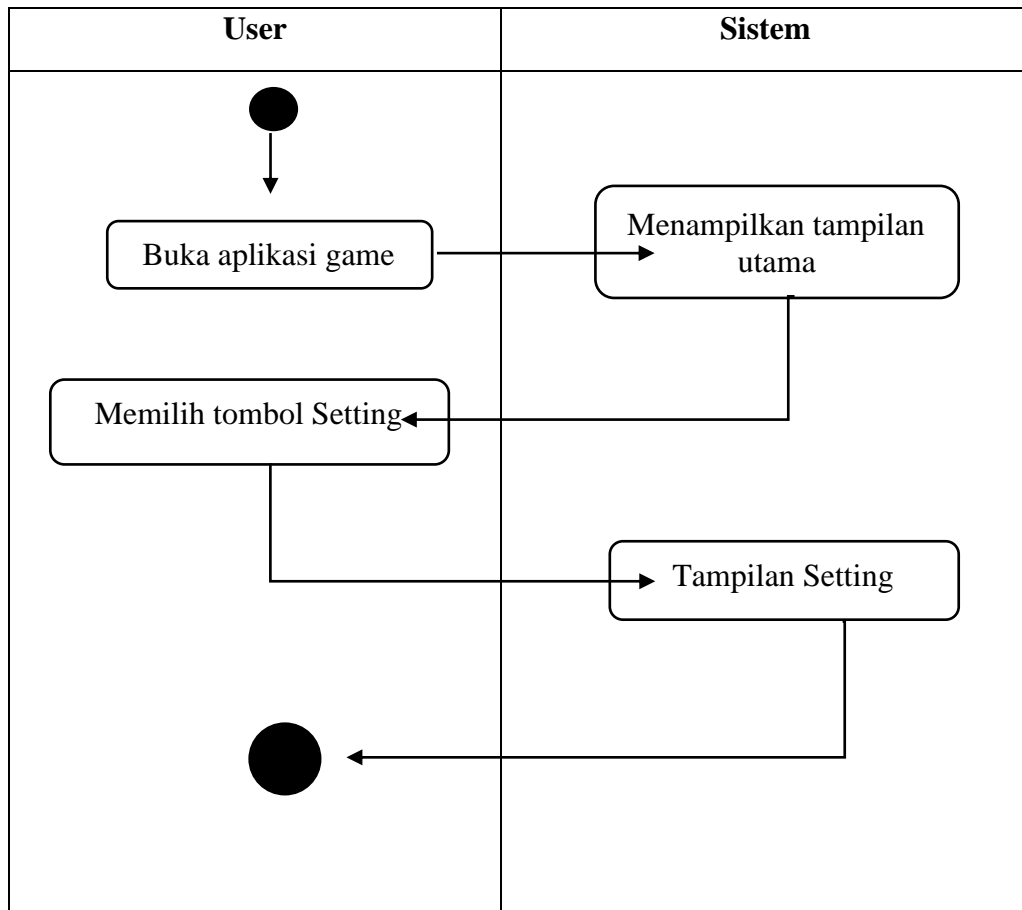 User
Sistem
Buka aplikasi game
Menampilkan tampilan
utama
Memilih tombol Setting
Tampilan Setting